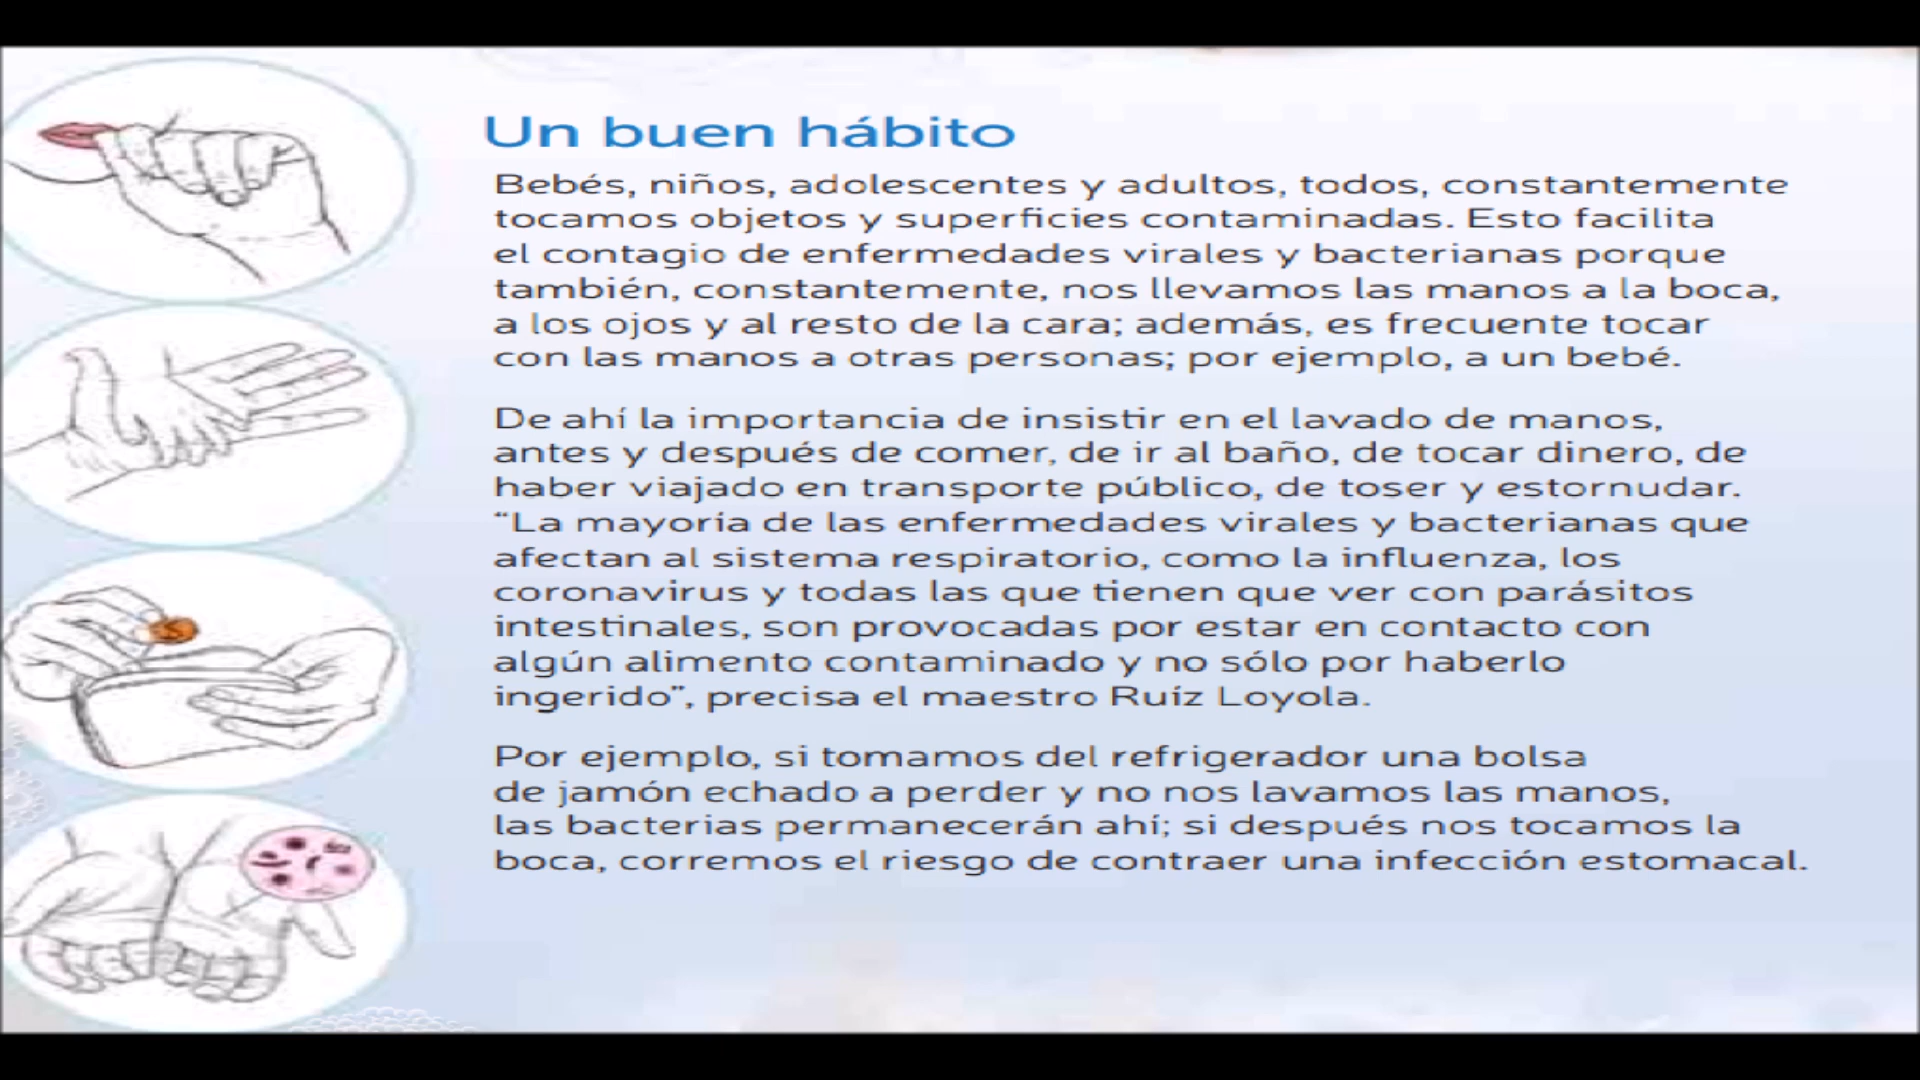 Un buen hábito
Bebés, niños, adolescentes y adultos, todos, constantemente
tocamos objetos y superficies contaminadas. Esto facilita
el contagio de enfermedades virales y bacterianas porque
también, constantemente, nos llevamos las manos a la boca,
a los ojos y al resto de la cara; además, es frecuente tocar
con las manos a otras personas; por ejemplo, a un bebé.
De ahí la importancia de insistir en el lavado de manos,
antes y después de comer, de ir al baño, de tocar dinero, de
haber viajado en transporte público, de toser y estornudar.
“La mayoría de las enfermedades virales y bacterianas que
afectan al sistema respiratorio, como la influenza, los
coronavirus y todas las que tienen que ver con parásitos
intestinales, son provocadas por estar en contacto con
algún alimento contaminado y no sólo por haberlo
ingerido”, precisa el maestro Ruíz Loyola.
Por ejemplo, si tomamos del refrigerador una bolsa
de jamón echado a perder y no nos lavamos las manos,
las bacterias permanecerán ahí; si después nos tocamos la
boca, corremos el riesgo de contraer una infección estomacal.